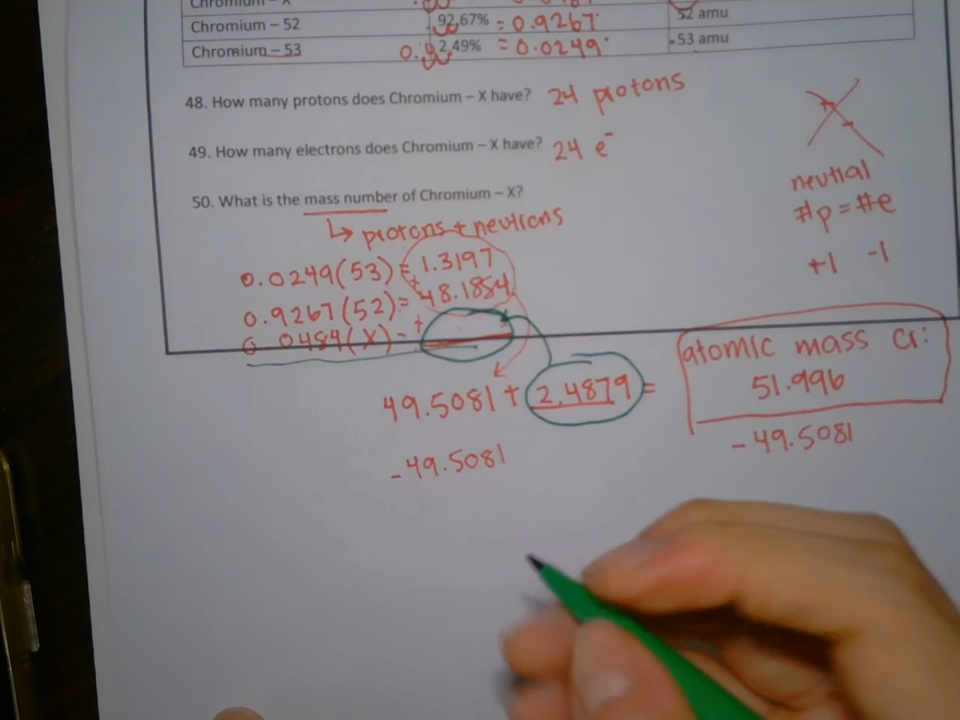 Chromium – X
Chromium – 52 92,67% = 0.9267 52 amu
Chromium – 53 0. 2,49% = 0.0249 53 amu
48. How many protons does Chromium – X have? 24 protons
49. How many electrons does Chromium – X have? 24 e⁻
50. What is the mass number of Chromium – X?
↳ protons + neutrons
0.0249(53) = 1.3197
0.9267(52) = + 48.1854
0.0484(X) = +
49.5081 + 2.4879 =
- 49.5081
+
-
neutral
#p = #e
+1 -1
atomic mass Cr:
51.996
- 49.5081